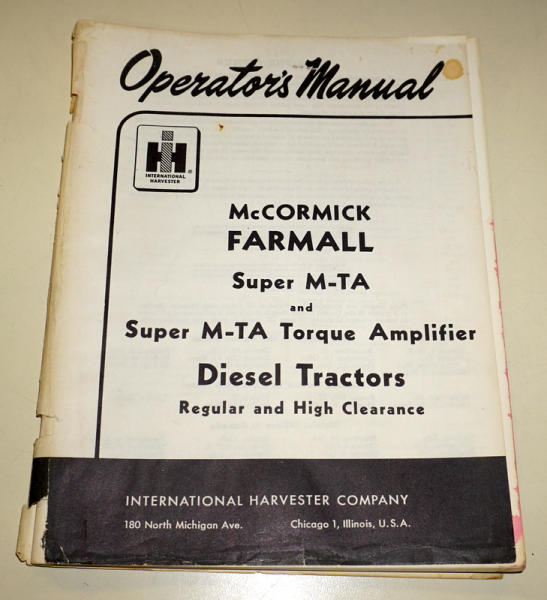 Operator's Manual
IH ®
INTERNATIONAL
HARVESTER
McCORMICK
FARMALL
Super M-TA
and
Super M-TA Torque Amplifier
Diesel Tractors
Regular and High Clearance
INTERNATIONAL HARVESTER COMPANY
180 North Michigan Ave. Chicago 1, Illinois, U.S.A.